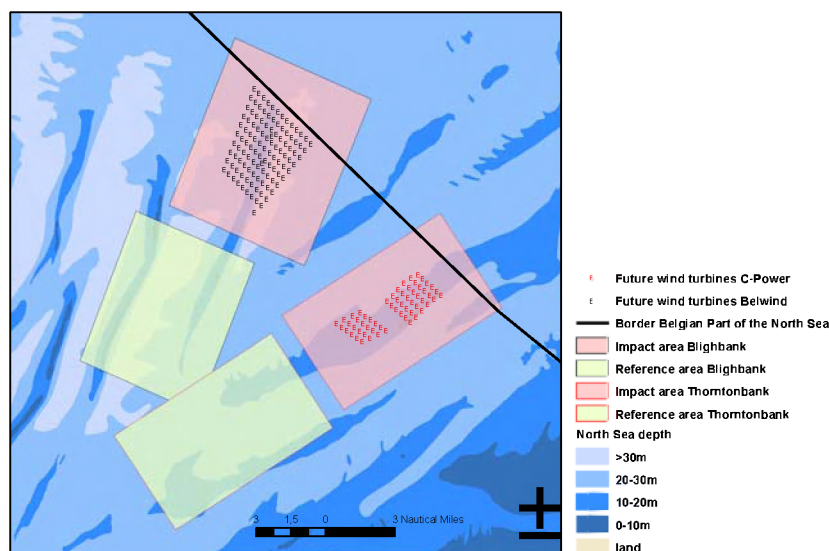 E Future wind turbines C-Power
E Future wind turbines Belwind
Border Belgian Part of the North Sea
Impact area Blighbank
Reference area Blighbank
Impact area Thorntonbank
Reference area Thorntonbank
North Sea depth
>30m
20-30m
10-20m
0-10m
land
3 1,5 0 3 Nautical Miles